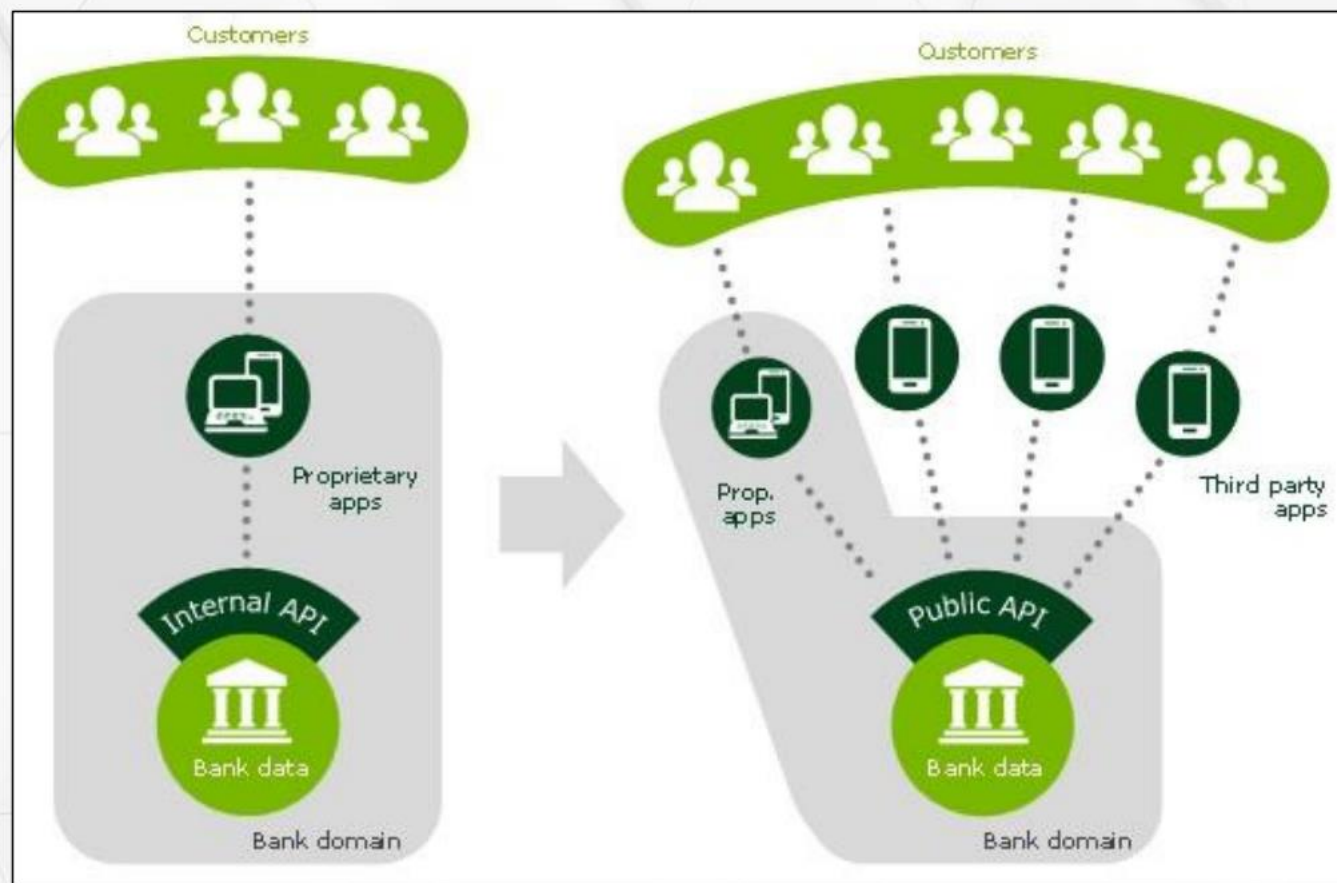 Customers
Proprietary
apps
Internal API
Bank data
Bank domain
Customers
Prop.
apps
Third party
apps
Public API
Bank data
Bank domain